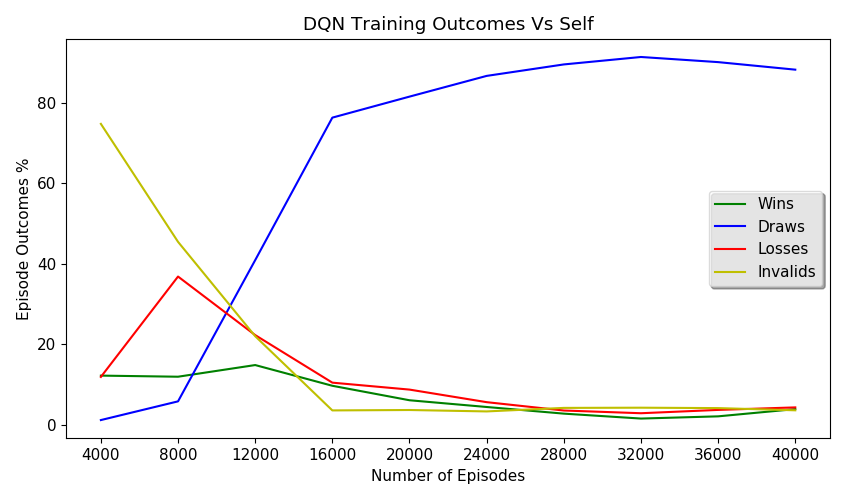 DQN Training Outcomes Vs Self
Episode Outcomes %
80
60
40
20
0
Wins
Draws
Losses
Invalids
4000 8000 12000 16000 20000 24000 28000 32000 36000 40000
Number of Episodes